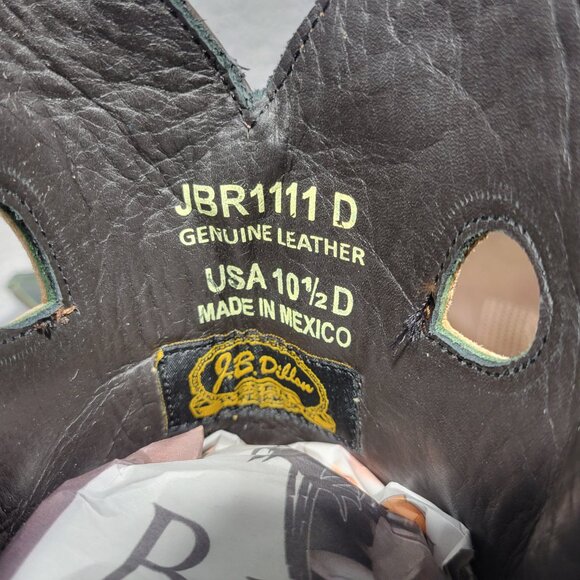 JBR1111 D
GENUINE LEATHER
USA 10½ D
MADE IN MEXICO
J.B. Dillon
R